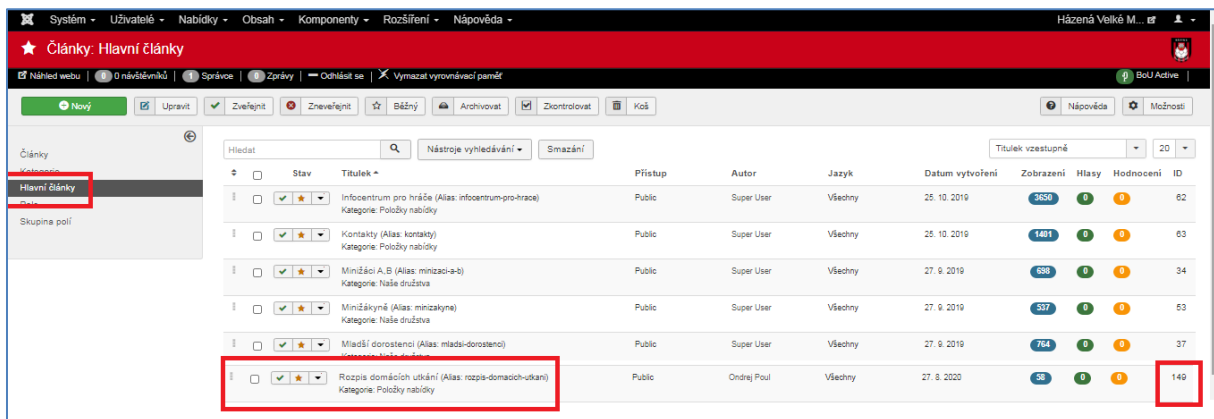 Systém Uživatelé Nabídky Obsah Komponenty Rozšíření Nápověda Házená Velké M...
Články: Hlavní články
Náhled webu 0 0 návštěvníků 1 Správce 0 Zprávy Odhlásit se Vymazat vyrovnávací paměť BoU Active
Nový Upravit Zveřejnit Zneveřejnit Běžný Archivovat Zkontrolovat Koš Nápověda Možnosti
Články
Kategorie
Hlavní články
Pole
Skupina polí
Hledat Nástroje vyhledávání Smazání Titulek vzestupně 20
Stav Titulek Přístup Autor Jazyk Datum vytvoření Zobrazení Hlasy Hodnocení ID
Infocentrum pro hráče (Alias: infocentrum-pro-hrace) Public Super User Všechny 25. 10. 2019 3650 0 0 62
Kategorie: Položky nabídky
Kontakty (Alias: kontakty) Public Super User Všechny 25. 10. 2019 1401 0 0 63
Kategorie: Položky nabídky
Minižáci A,B (Alias: minizaci-a-b) Public Super User Všechny 27. 9. 2019 698 0 0 34
Kategorie: Naše družstva
Minižákyně (Alias: minizakyne) Public Super User Všechny 27. 9. 2019 537 0 0 53
Kategorie: Naše družstva
Mladší dorostenci (Alias: mladsi-dorostenci) Public Super User Všechny 27. 9. 2019 764 0 0 37
Kategorie: Naše družstva
Rozpis domácích utkání (Alias: rozpis-domacich-utkani) Public Ondrej Poul Všechny 27. 8. 2020 58 0 0 149
Kategorie: Položky nabídky